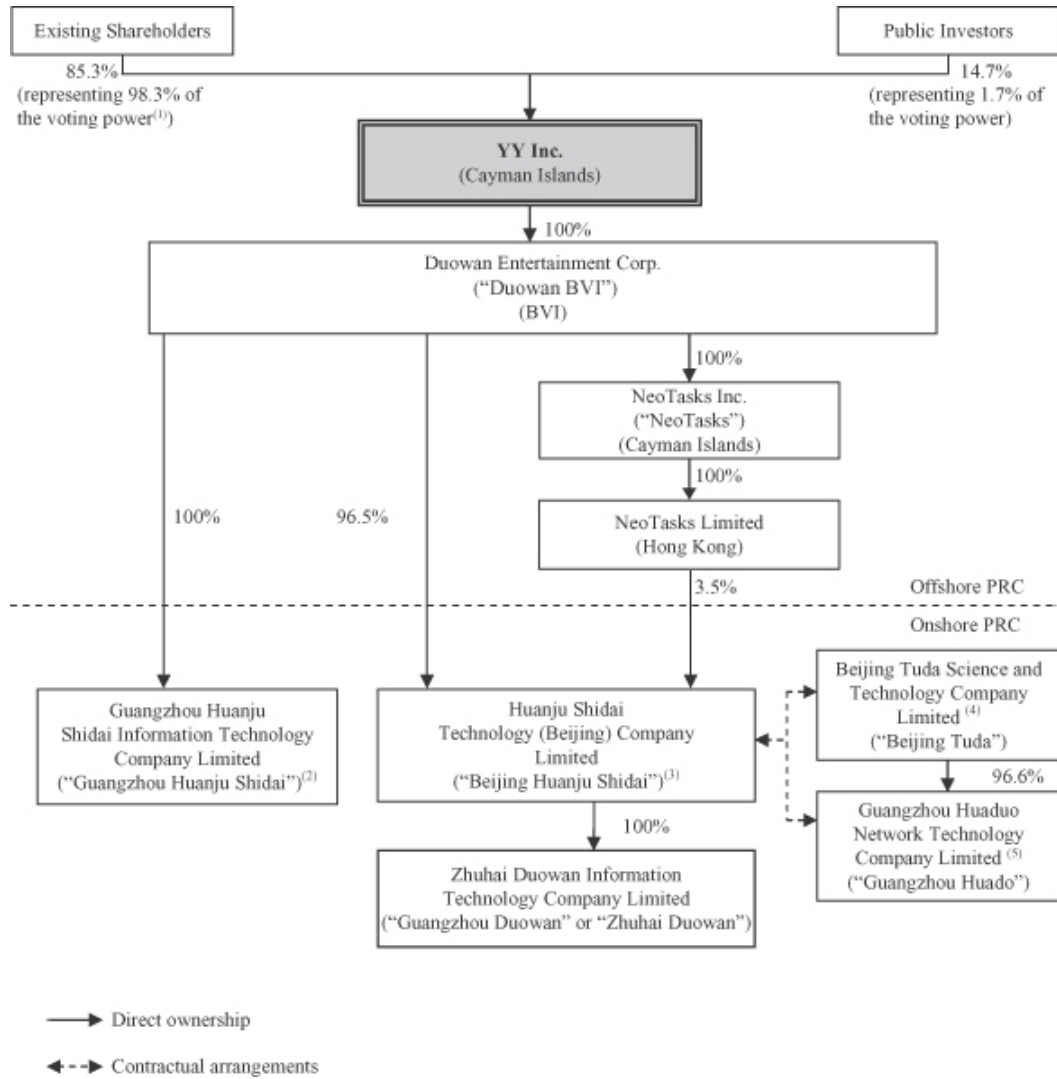 Existing Shareholders
Public Investors
85.3%
(representing 98.3% of
the voting power(1))
14.7%
(representing 1.7% of
the voting power)
YY Inc.
(Cayman Islands)
100%
Duowan Entertainment Corp.
(“Duowan BVI”)
(BVI)
100%
NeoTasks Inc.
(“NeoTasks”)
(Cayman Islands)
100%
100%
96.5%
NeoTasks Limited
(Hong Kong)
3.5%
Offshore PRC
Onshore PRC
Guangzhou Huanju
Shidai Information Technology
Company Limited
(“Guangzhou Huanju Shidai”)(2)
Huanju Shidai
Technology (Beijing) Company
Limited
(“Beijing Huanju Shidai”)(3)
Beijing Tuda Science and
Technology Company
Limited (4)
(“Beijing Tuda”)
96.6%
Guangzhou Huaduo
Network Technology
Company Limited (5)
(“Guangzhou Huado”)
100%
Zhuhai Duowan Information
Technology Company Limited
(“Guangzhou Duowan” or “Zhuhai Duowan”)
Direct ownership
Contractual arrangements